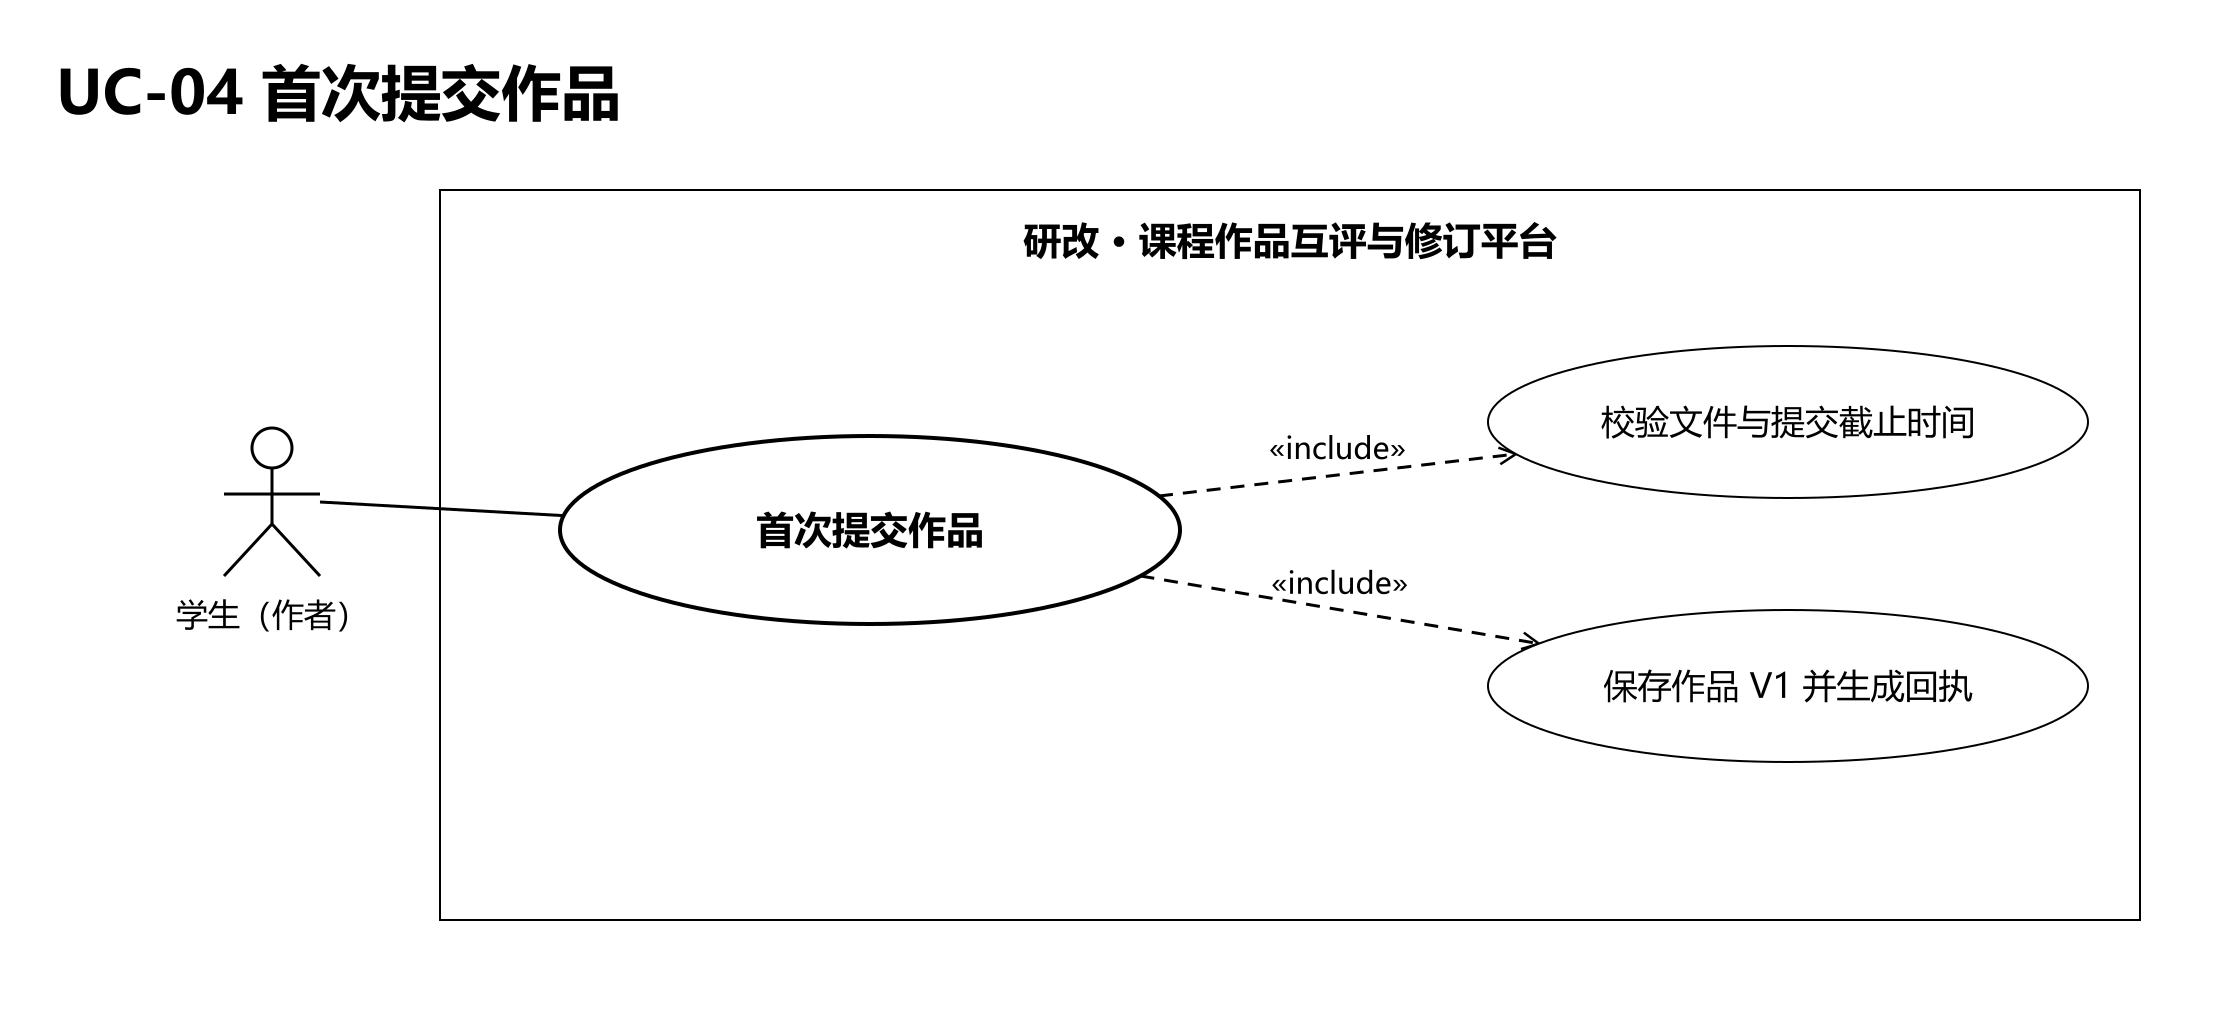 UC-04 首次提交作品
研改·课程作品互评与修订平台
校验文件与提交截止时间
«include»
首次提交作品
«include»
学生（作者）
保存作品 V1 并生成回执